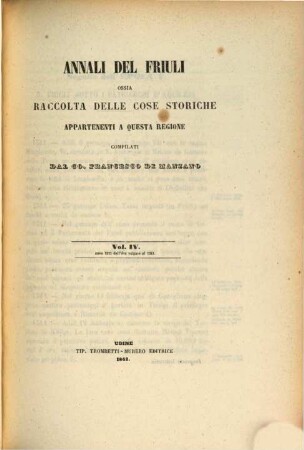 ANNALI DEL FRIULI
OSSIA
RACCOLTA DELLE COSE STORICHE
APPARTENENTI A QUESTA REGIONE
COMPILATI
DAL CO. FRANCESCO DI MANZANO
Vol. IV.
UDINE
TIP. TROMBETTI-MURERO EDITRICE